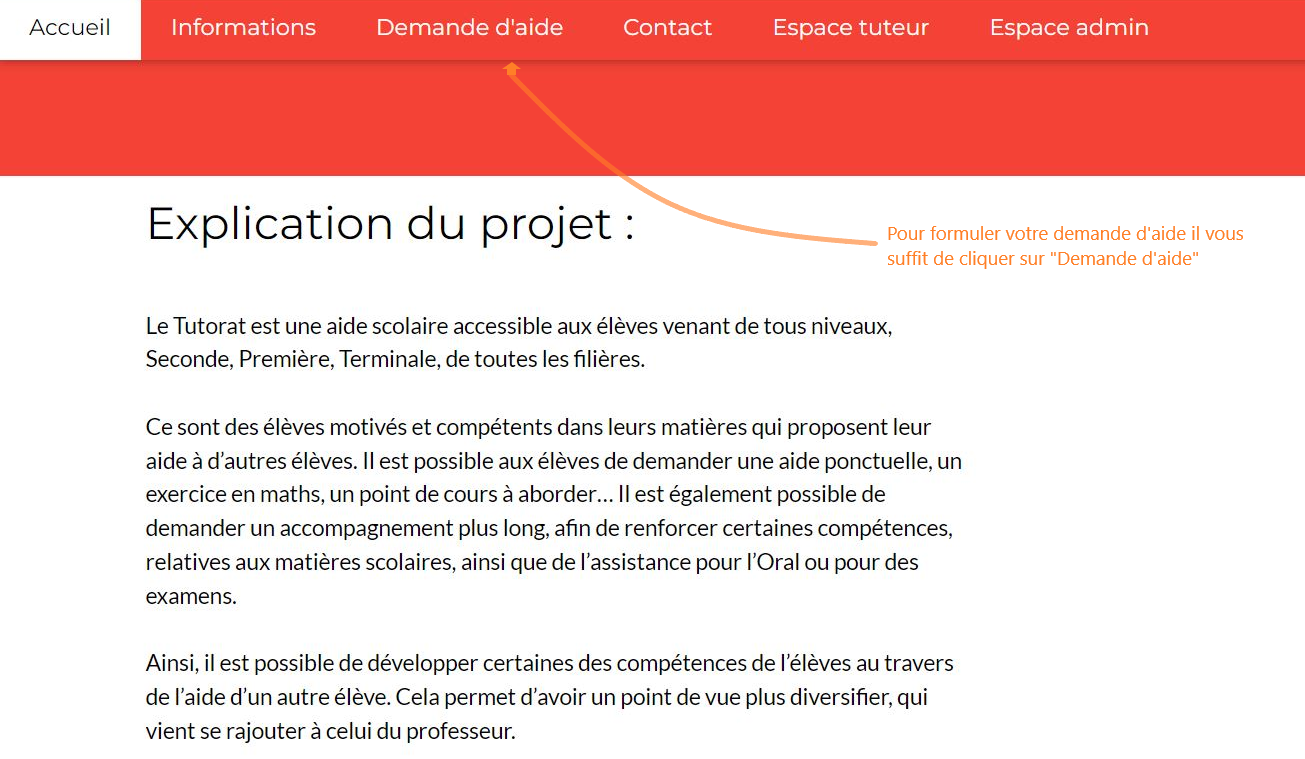 Accueil Informations Demande d'aide Contact Espace tuteur Espace admin
Explication du projet :
Pour formuler votre demande d'aide il vous
suffit de cliquer sur "Demande d'aide"
Le Tutorat est une aide scolaire accessible aux élèves venant de tous niveaux,
Seconde, Première, Terminale, de toutes les filières.
Ce sont des élèves motivés et compétents dans leurs matières qui proposent leur
aide à d’autres élèves. Il est possible aux élèves de demander une aide ponctuelle, un
exercice en maths, un point de cours à aborder… Il est également possible de
demander un accompagnement plus long, afin de renforcer certaines compétences,
relatives aux matières scolaires, ainsi que de l’assistance pour l’Oral ou pour des
examens.
Ainsi, il est possible de développer certaines des compétences de l’élèves au travers
de l’aide d’un autre élève. Cela permet d’avoir un point de vue plus diversifier, qui
vient se rajouter à celui du professeur.